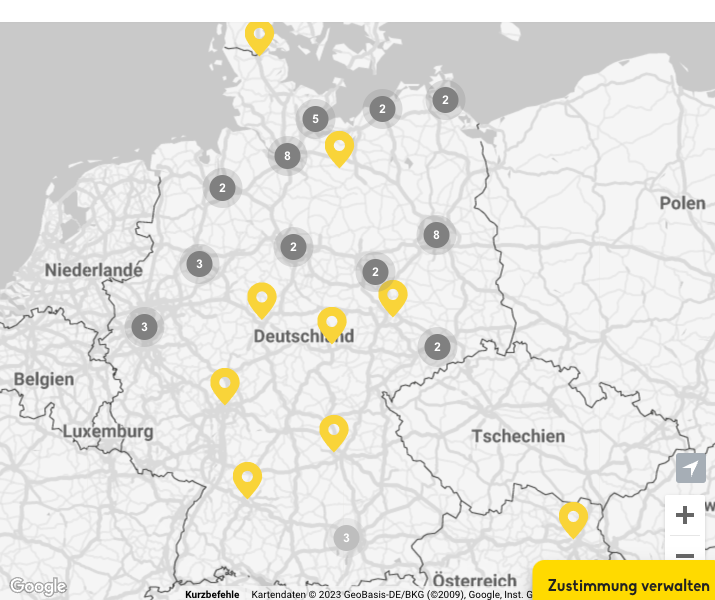 2
5
2
8
2
Polen
8
2
3
2
Niederlande
3
Deutschland
2
Belgien
Luxemburg
Tschechien
3
Österreich
Zustimmung verwalten
Google
Kurzbefehle Kartendaten © 2023 GeoBasis-DE/BKG (©2009), Google, Inst. G